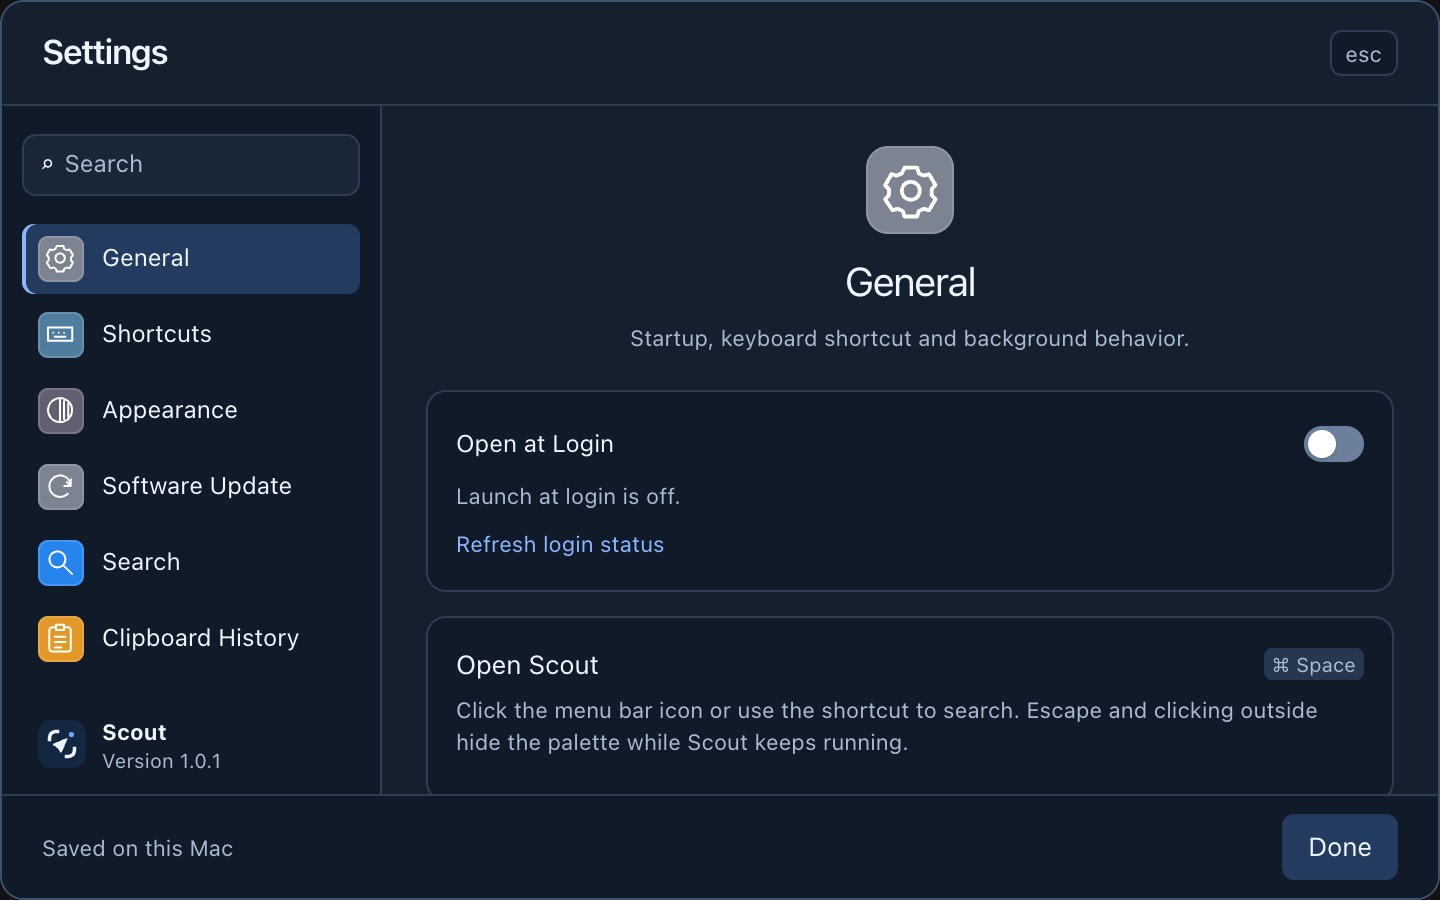 Settings
esc
Search
General
Shortcuts
Appearance
Software Update
Search
Clipboard History
Scout
Version 1.0.1
General
Startup, keyboard shortcut and background behavior.
Open at Login
Launch at login is off.
Refresh login status
Open Scout
⌘ Space
Click the menu bar icon or use the shortcut to search. Escape and clicking outside
hide the palette while Scout keeps running.
Saved on this Mac
Done